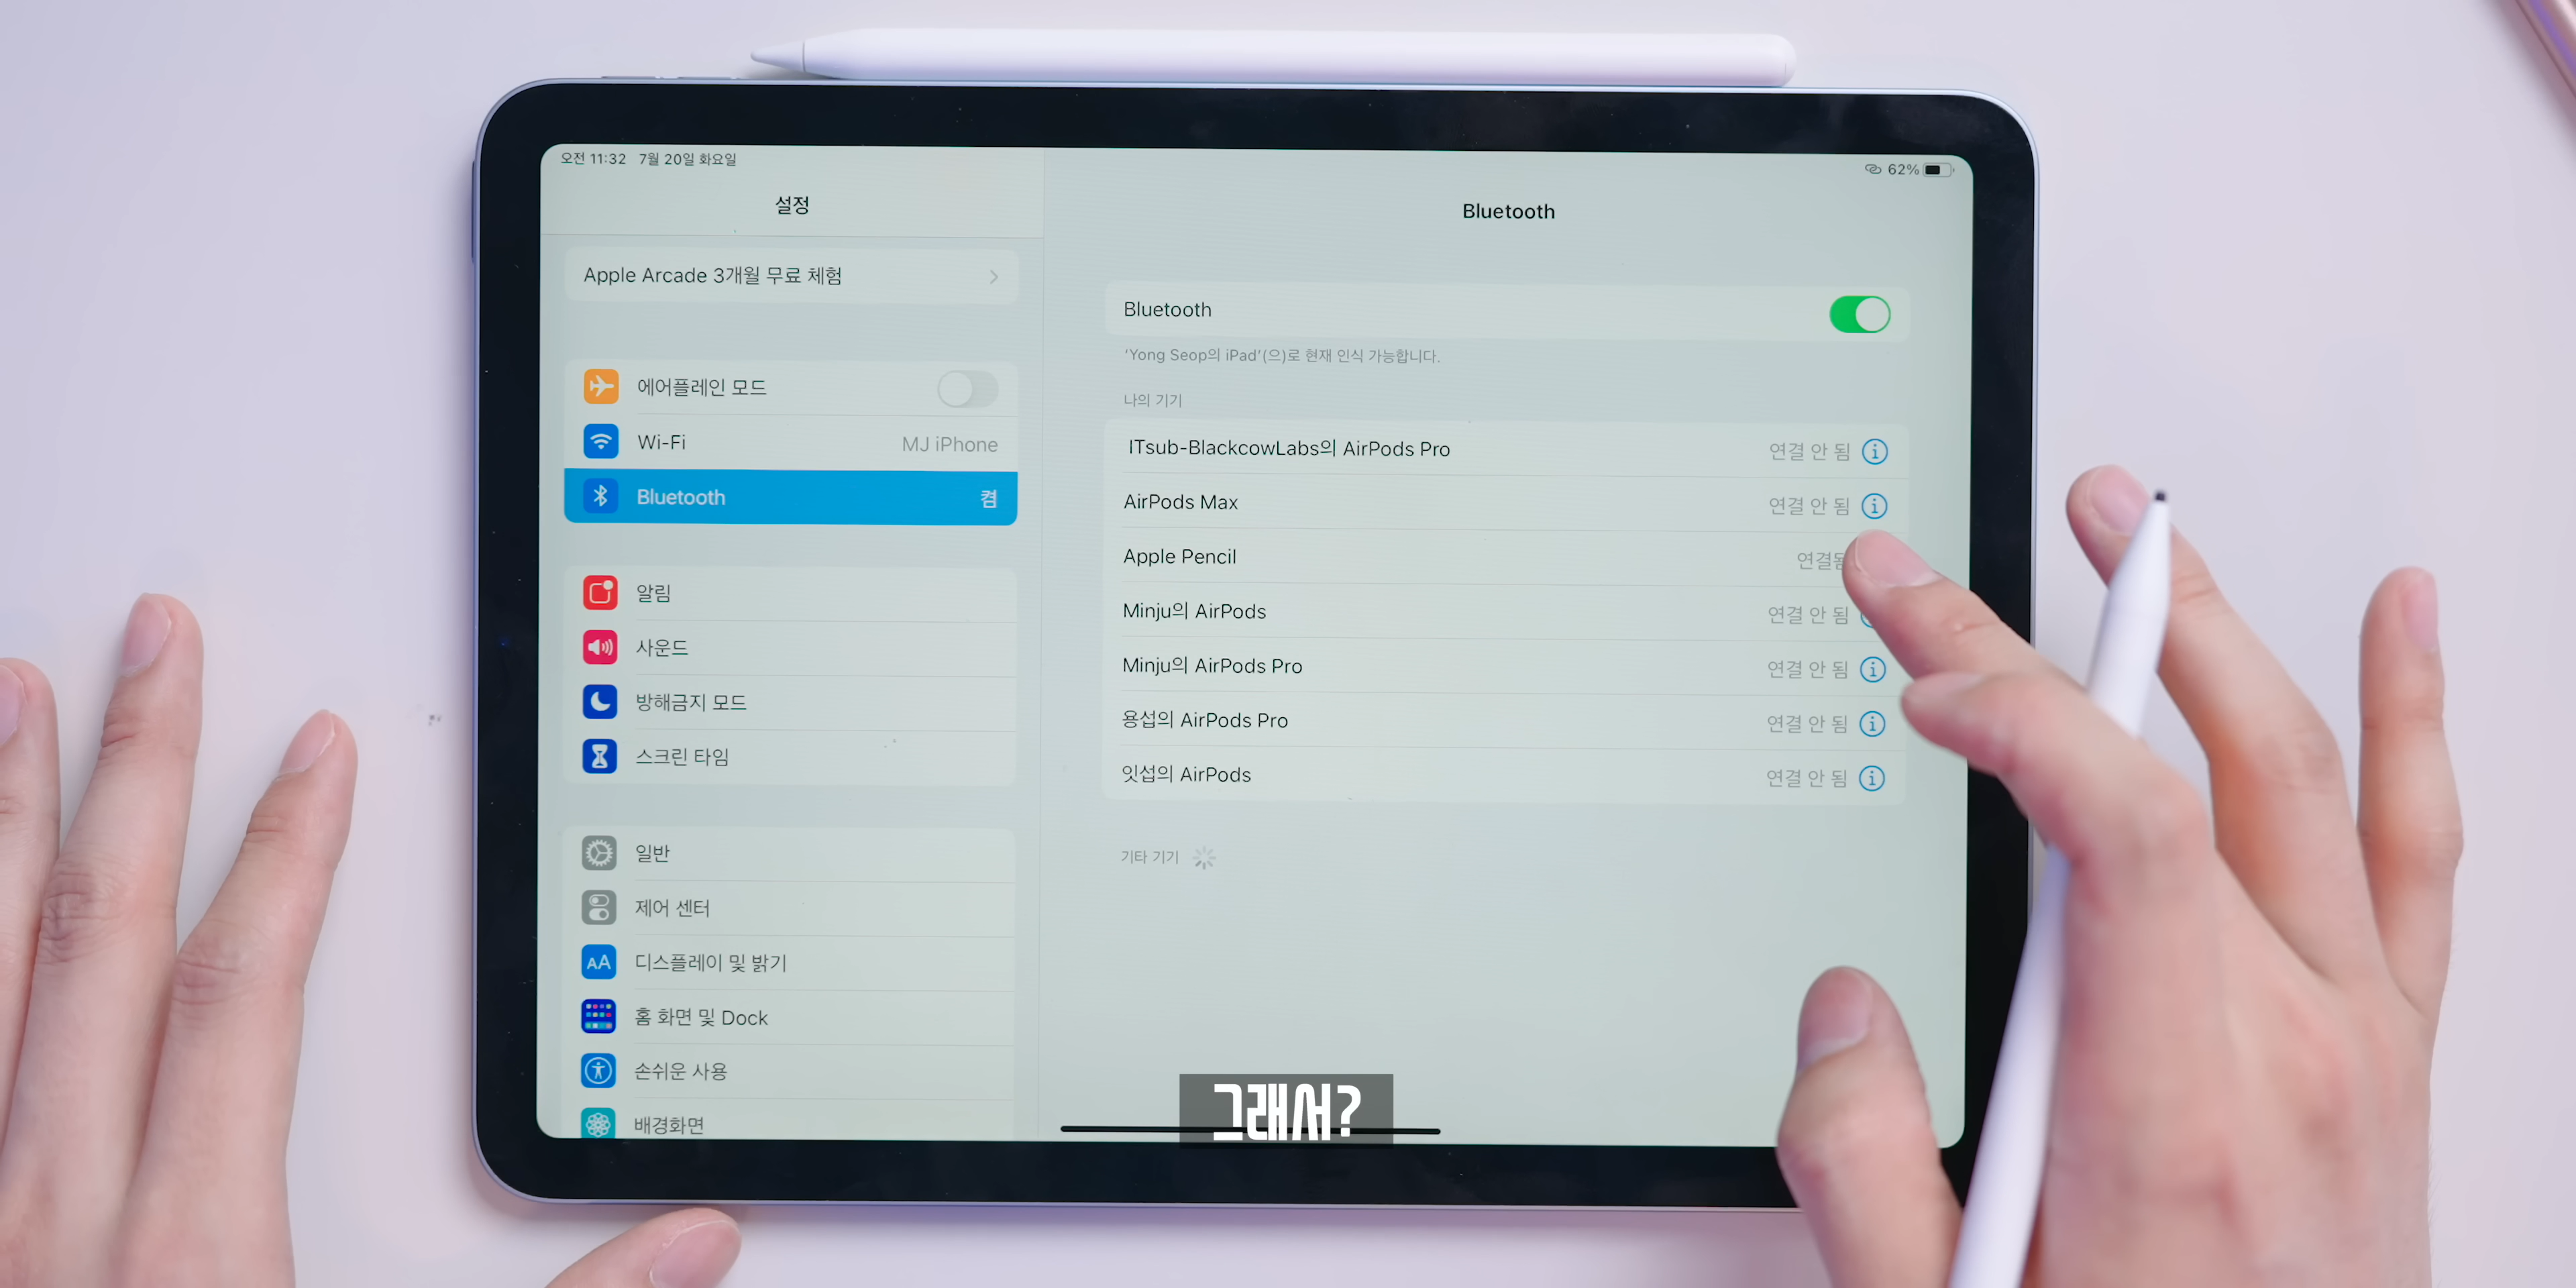 오전 11:32 7월 20일 화요일
62%
설정
Apple Arcade 3개월 무료 체험
에어플레인 모드
Wi-Fi MJ iPhone
Bluetooth 켬
알림
사운드
방해금지 모드
스크린 타임
일반
제어 센터
AA 디스플레이 및 밝기
홈 화면 및 Dock
손쉬운 사용
배경화면
Bluetooth
Bluetooth
'Yong Seop의 iPad'(으)로 현재 인식 가능합니다.
나의 기기
ITsub-BlackcowLabs의 AirPods Pro 연결 안 됨
AirPods Max 연결 안 됨
Apple Pencil 연결됨
Minju의 AirPods 연결 안 됨
Minju의 AirPods Pro 연결 안 됨
용섭의 AirPods Pro 연결 안 됨
잇섭의 AirPods 연결 안 됨
기타 기기
그래서?